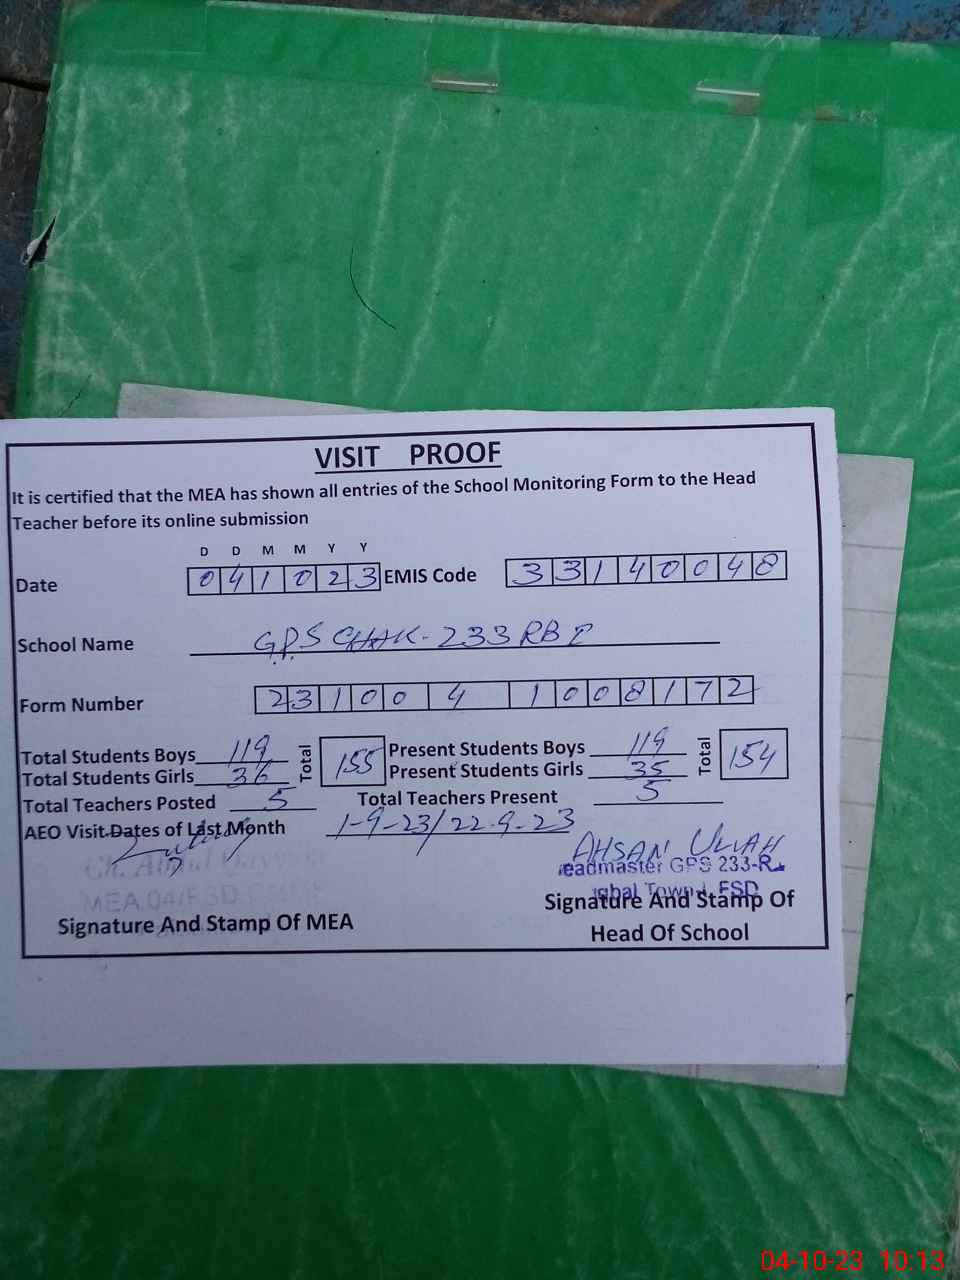 VISIT PROOF
It is certified that the MEA has shown all entries of the School Monitoring Form to the Head
Teacher before its online submission
D D M M Y Y
Date 0 4 1 0 2 3 EMIS Code 3 3 1 4 0 0 4 8
School Name G.P.S CHAK-233 RB
Form Number 2 3 1 0 0 4 1 0 0 8 1 7 2
Total Students Boys 119 Total 155 Present Students Boys 119 Total 154
Total Students Girls 36 Present Students Girls 35
Total Teachers Posted 5 Total Teachers Present 5
AEO Visit Dates of Last Month 1-9-23/22-9-23
AHSAN ULLAH
eadmaster GPS 233-R
Iqbal Town FSD
Signature And Stamp Of MEA
Signature And Stamp Of
Head Of School
04-10-23 10:13